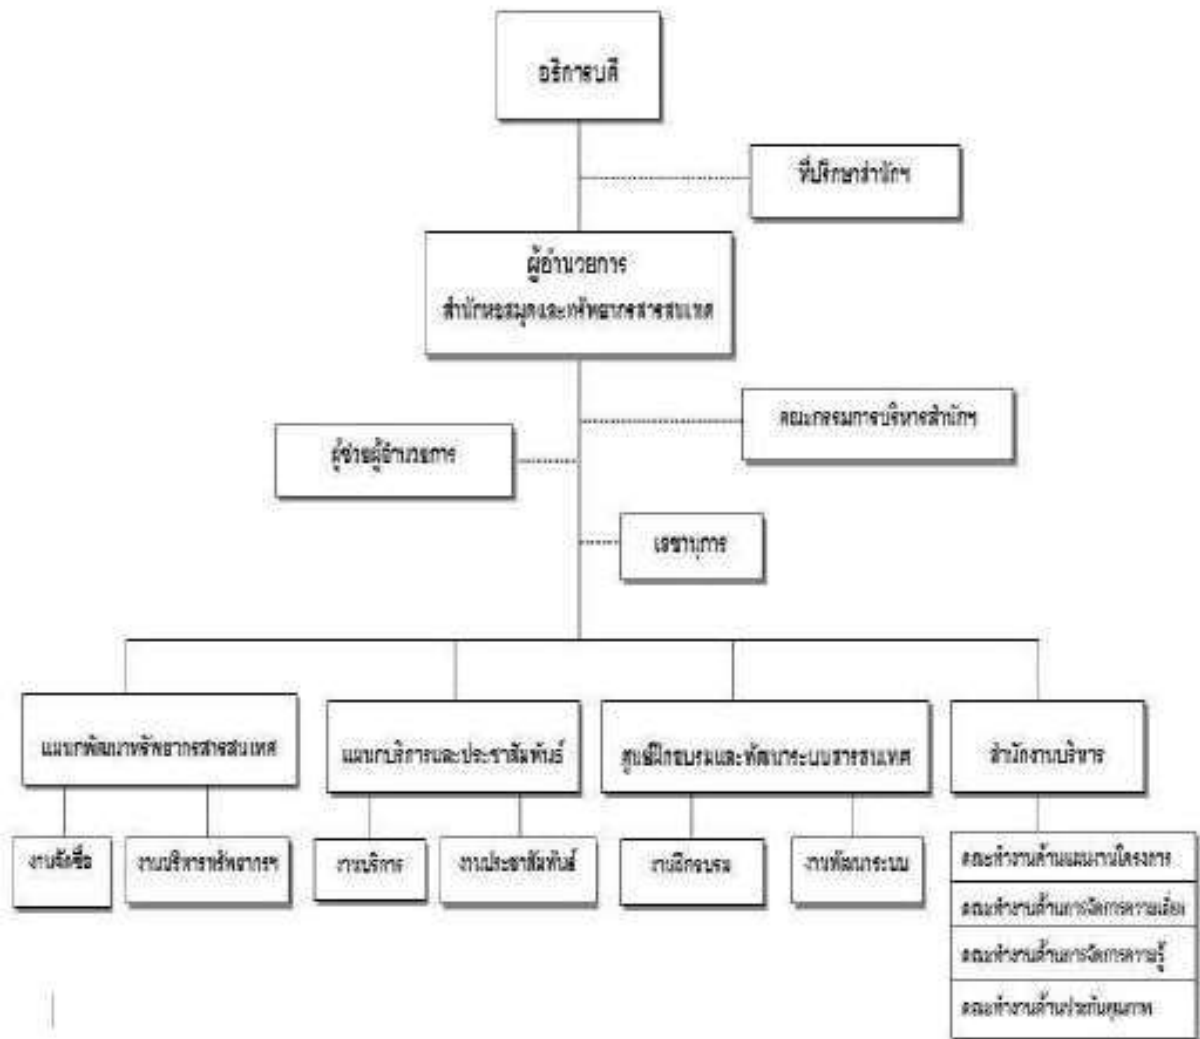 อธิการบดี
ที่ปรึกษาสำนักฯ
ผู้อำนวยการ
สำนักหอสมุดและทรัพยากรสารสนเทศ
คณะกรรมการบริหารสำนักฯ
ผู้ช่วยผู้อำนวยการ
เลขานุการ
แผนกพัฒนาทรัพยากรสารสนเทศ
แผนกบริการและประชาสัมพันธ์
ศูนย์ฝึกอบรมและพัฒนาระบบสารสนเทศ
สำนักงานบริหาร
งานจัดซื้อ
งานบริหารทรัพยากรฯ
งานบริการ
งานประชาสัมพันธ์
งานฝึกอบรม
งานพัฒนาระบบ
คณะทำงานด้านแผนงานโครงการ
คณะทำงานด้านการจัดการความเสี่ยง
คณะทำงานด้านการจัดการความรู้
คณะทำงานด้านประกันคุณภาพ